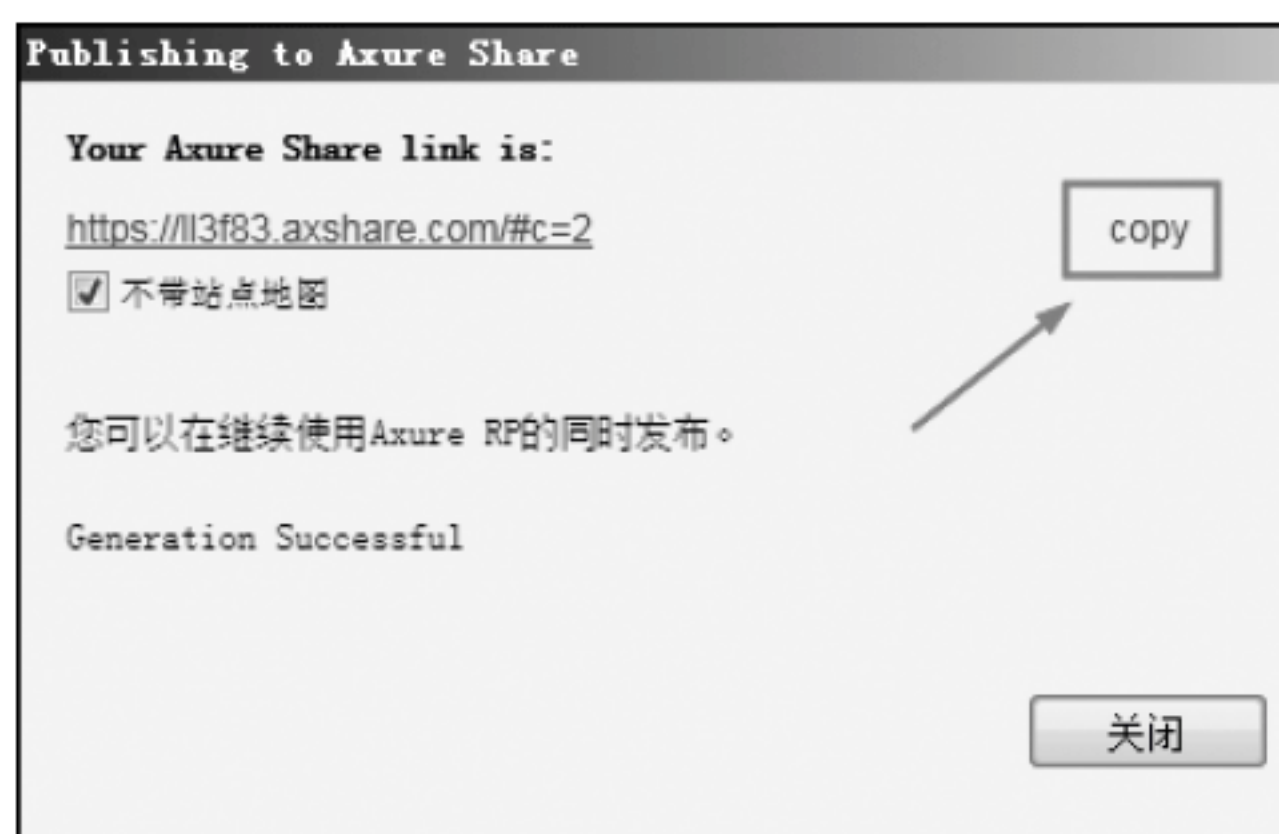 Publishing to Axure Share
Your Axure Share link is:
https://ll3f83.axshare.com/#c=2
copy
不带站点地图
您可以在继续使用Axure RP的同时发布。
Generation Successful
关闭